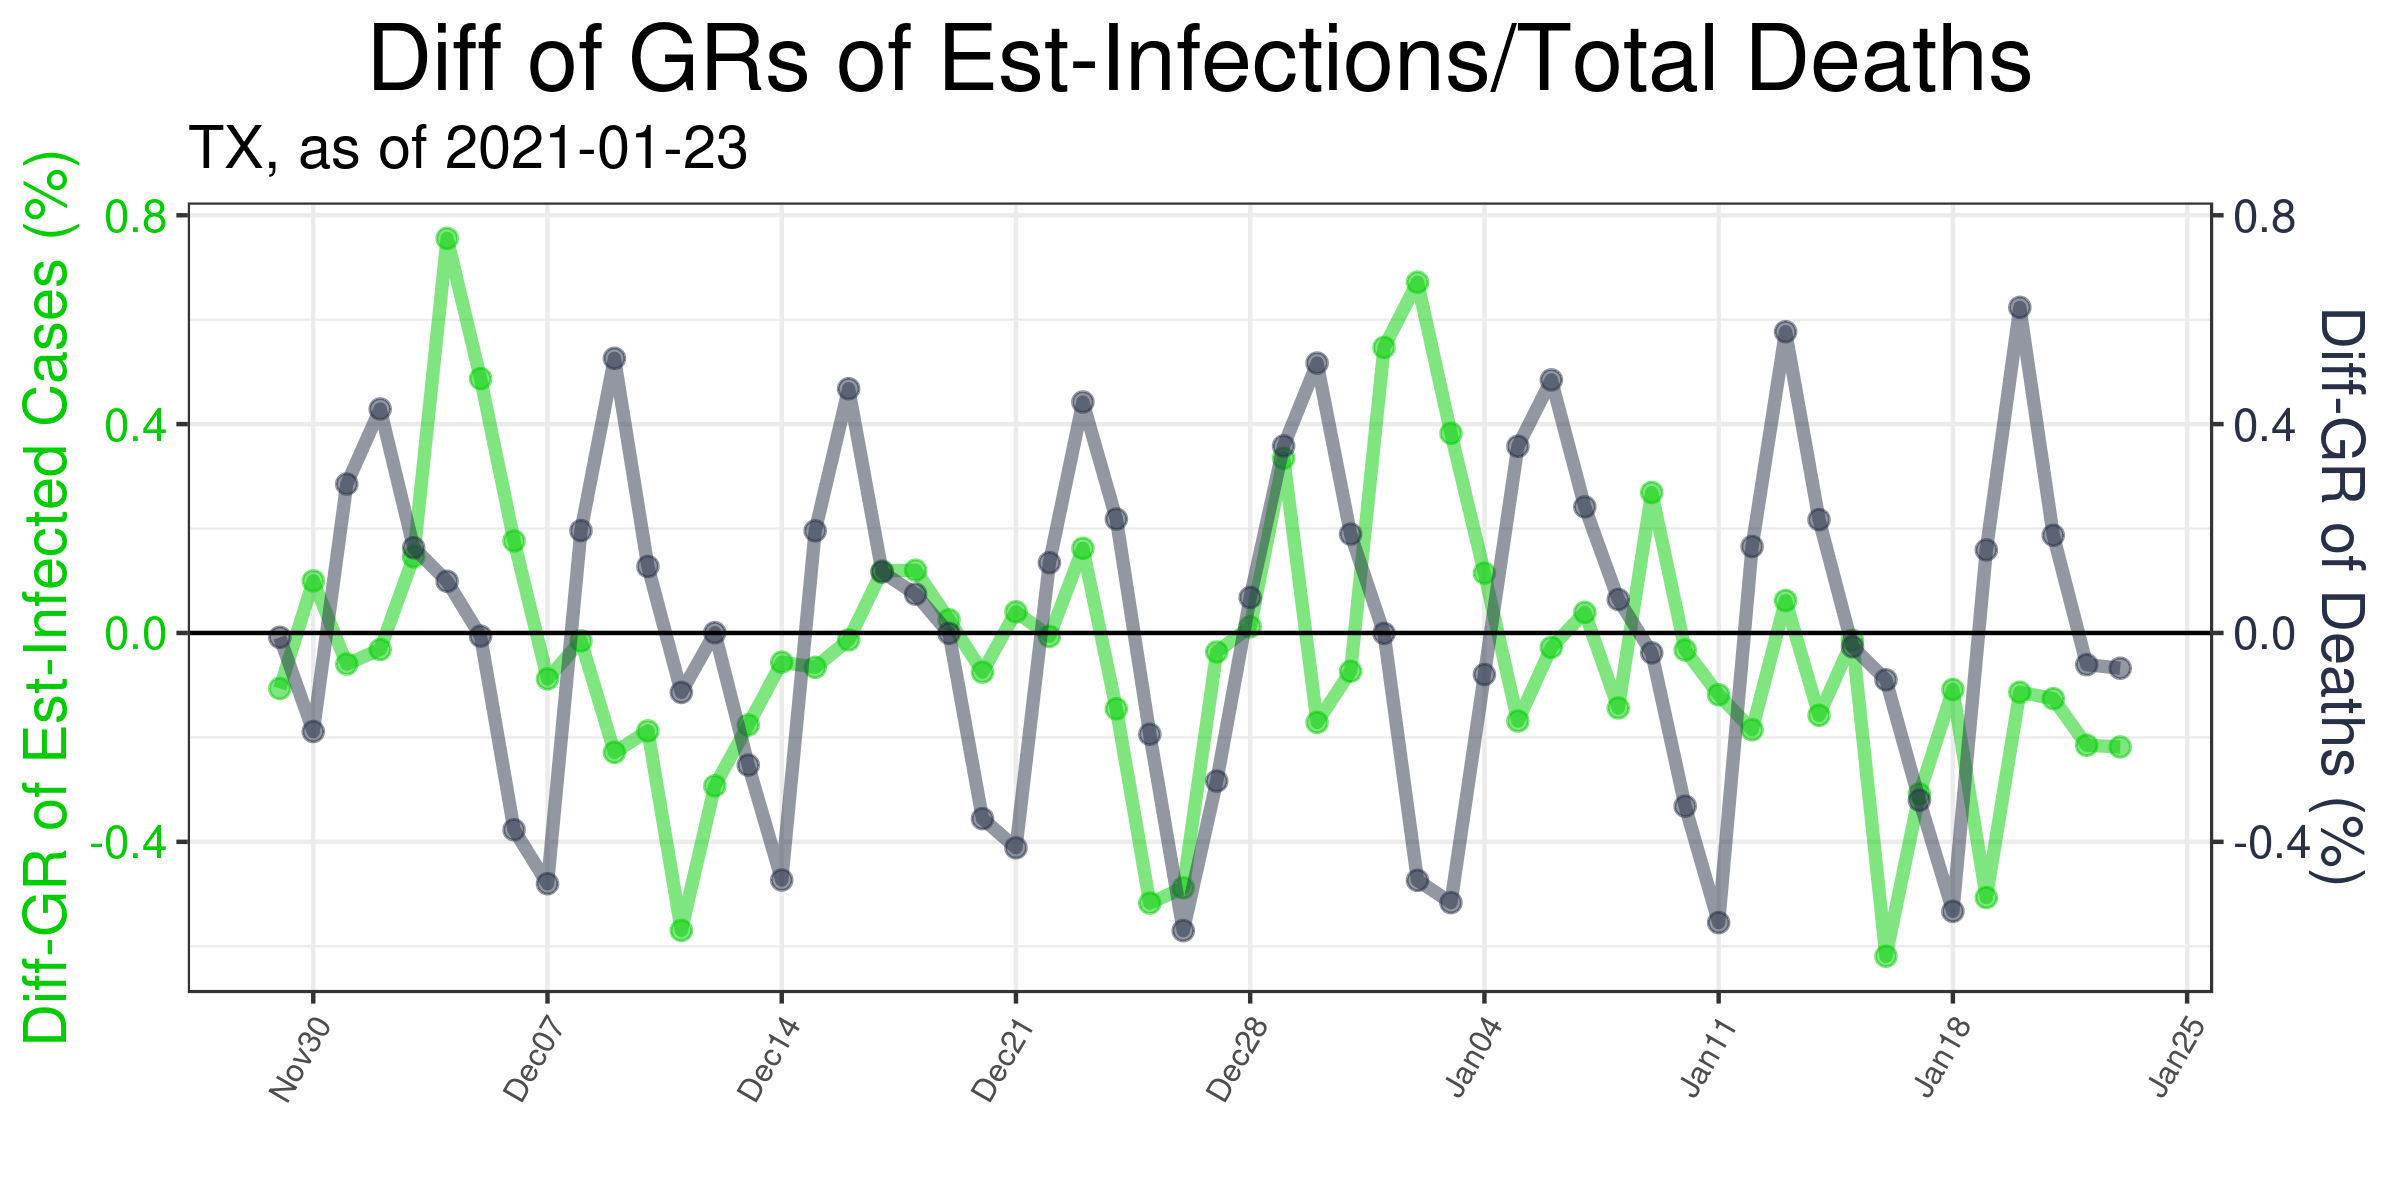 Diff of GRs of Est-Infections/Total Deaths
TX, as of 2021-01-23
Diff-GR of Est-Infected Cases (%)
0.8
0.4
0.0
-0.4
0.8
0.4
0.0
-0.4
Diff-GR of Deaths (%)
Nov30
Dec07
Dec14
Dec21
Dec28
Jan04
Jan11
Jan18
Jan25